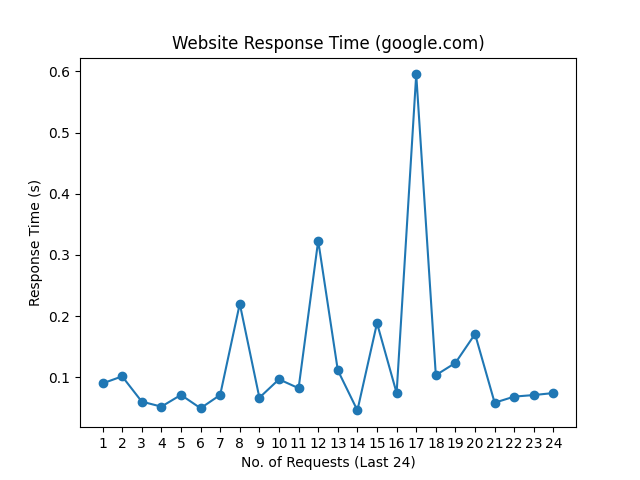 Website Response Time (google.com)
0.6
0.5
0.4
0.3
0.2
0.1
Response Time (s)
1 2 3 4 5 6 7 8 9 10 11 12 13 14 15 16 17 18 19 20 21 22 23 24
No. of Requests (Last 24)